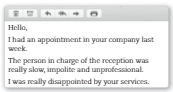 Hello,
I had an appointment in your company last
week.
The person in charge of the reception was
really slow, impolite and unprofessional.
I was really disappointed by your services.